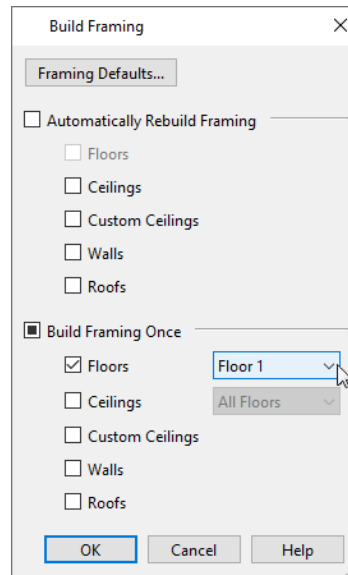 Build Framing
Framing Defaults...
Automatically Rebuild Framing
Floors
Ceilings
Custom Ceilings
Walls
Roofs
Build Framing Once
Floors Floor 1
Ceilings All Floors
Custom Ceilings
Walls
Roofs
OK Cancel Help